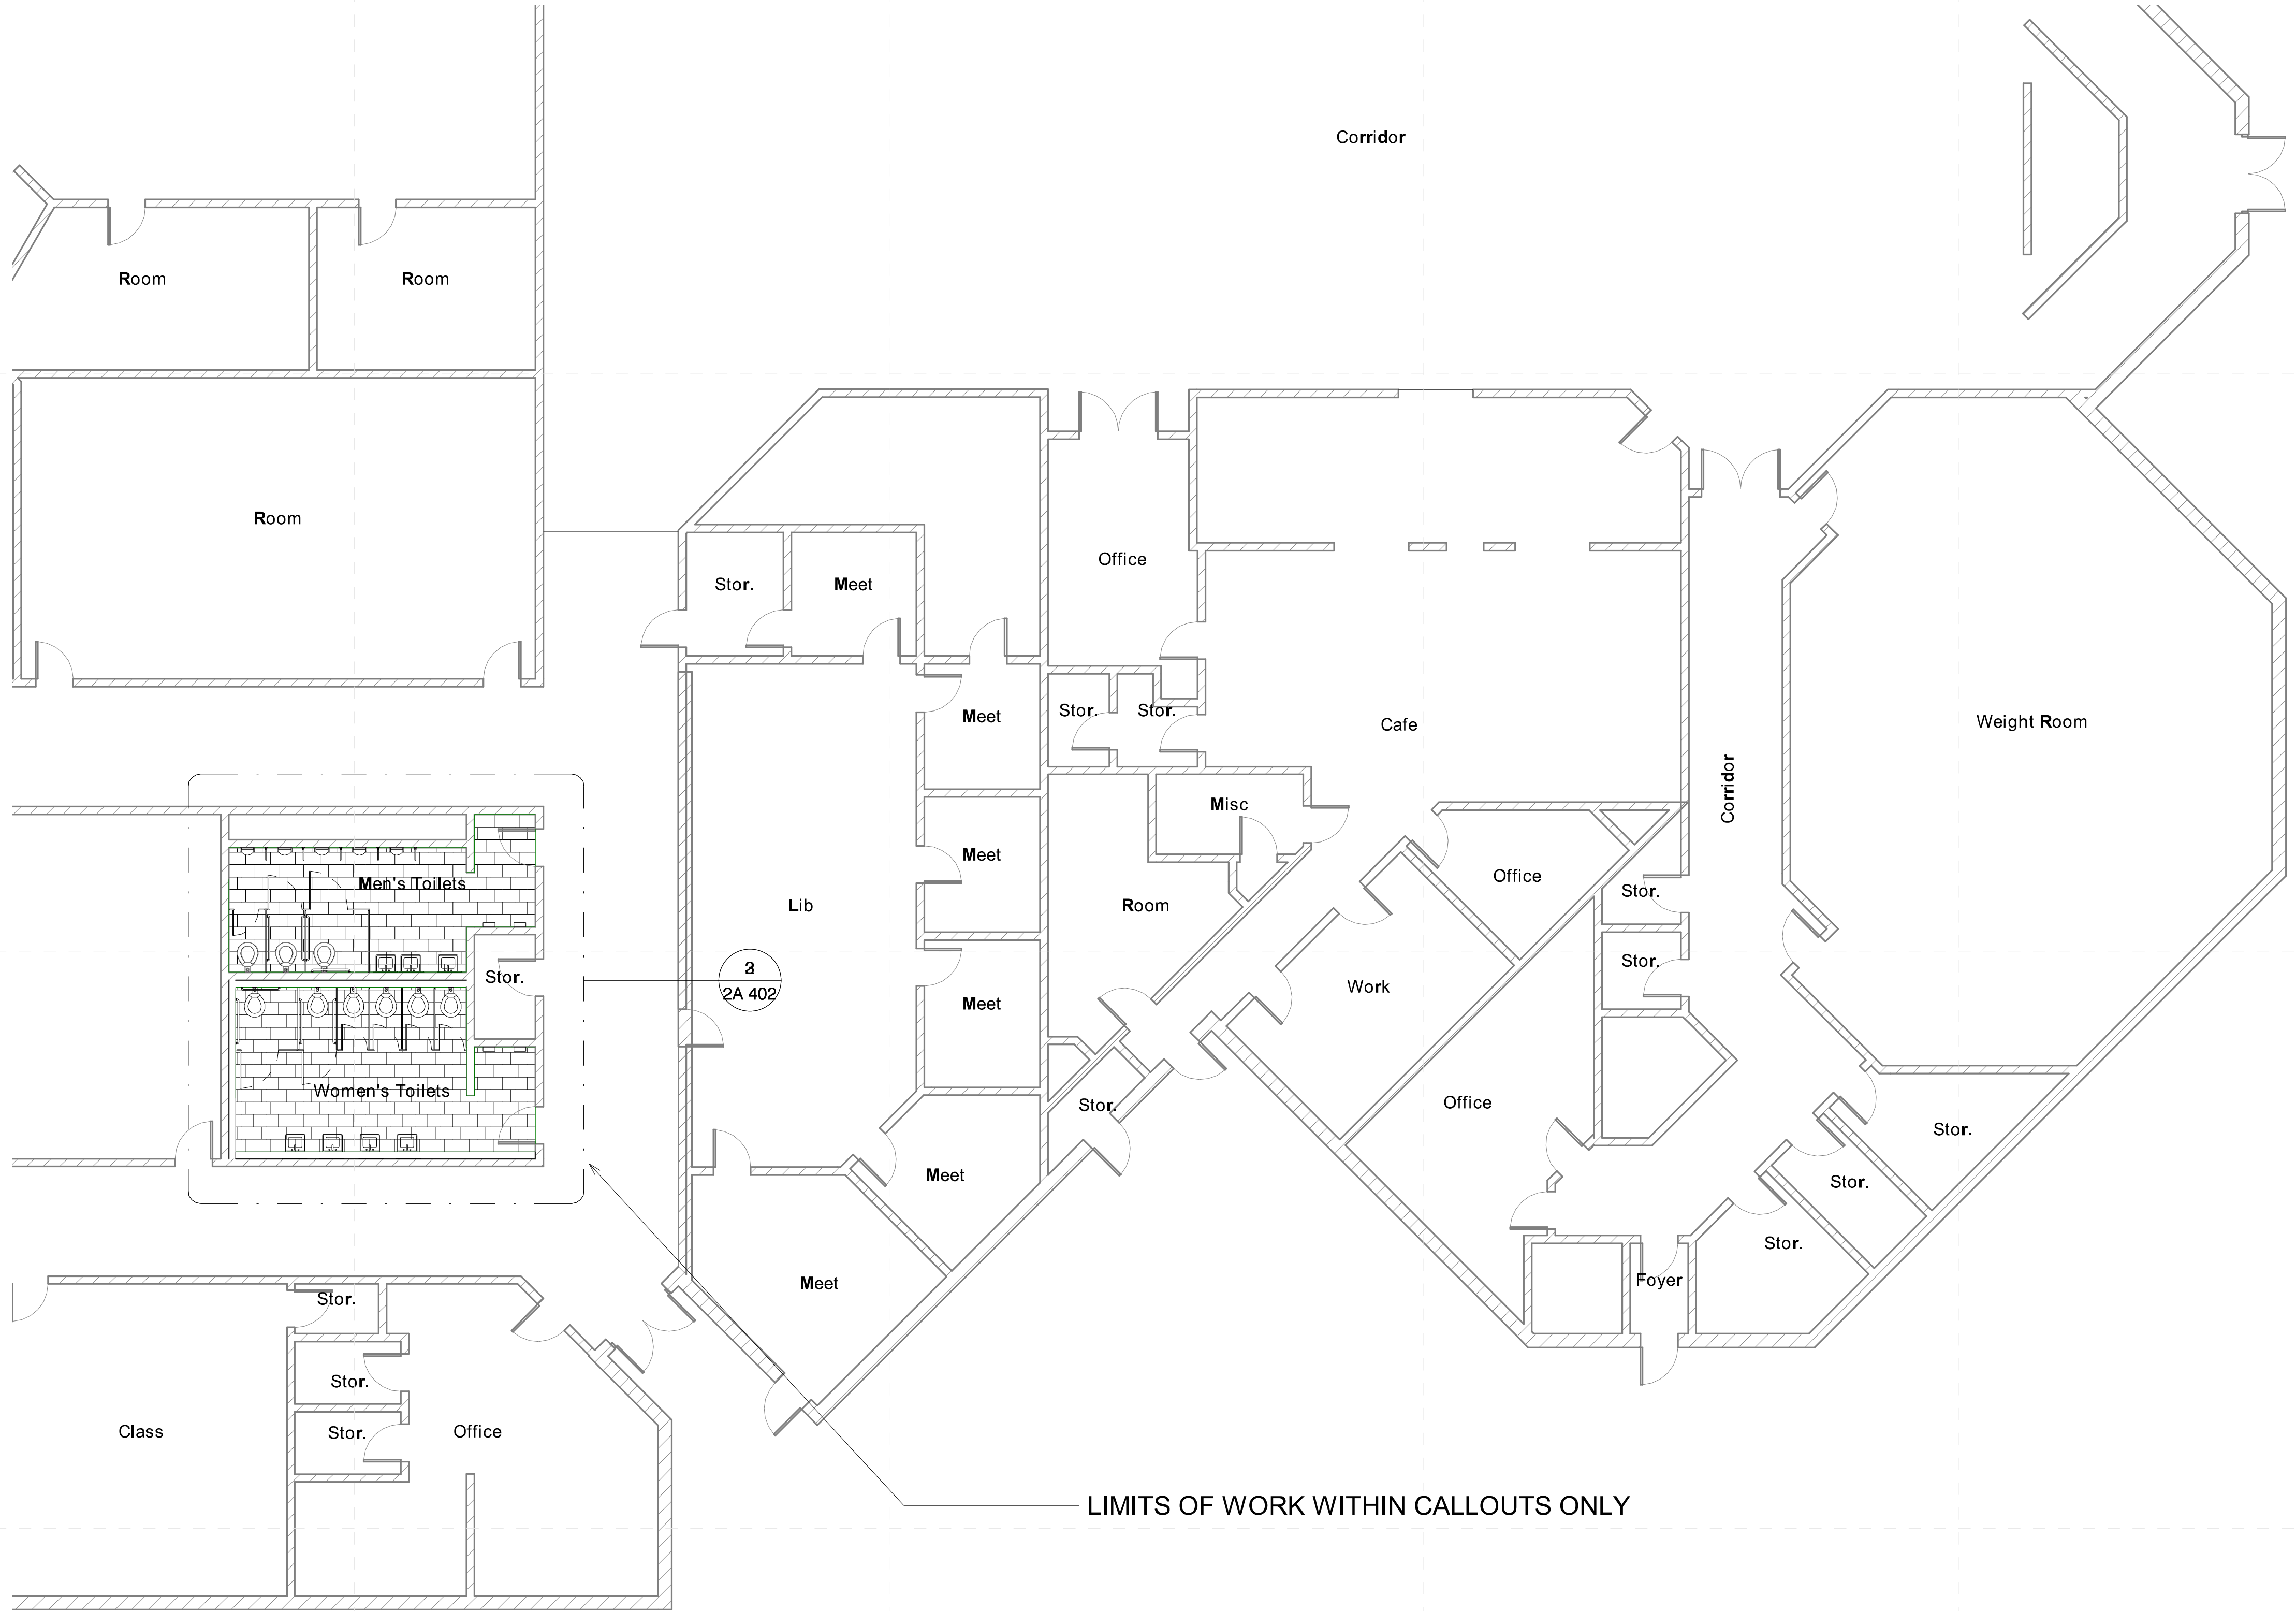 Corridor
Room
Room
Room
Office
Stor.
Meet
Meet
Stor.
Stor.
Cafe
Weight Room
Corridor
Misc
Men's Toilets
Meet
Office
Stor.
Lib
Room
Stor.
Stor.
2A 402
Work
Meet
Women's Toilets
Stor.
Office
Stor.
Meet
Stor.
Stor.
Meet
Foyer
Stor.
Stor.
Class
Stor.
Office
LIMITS OF WORK WITHIN CALLOUTS ONLY